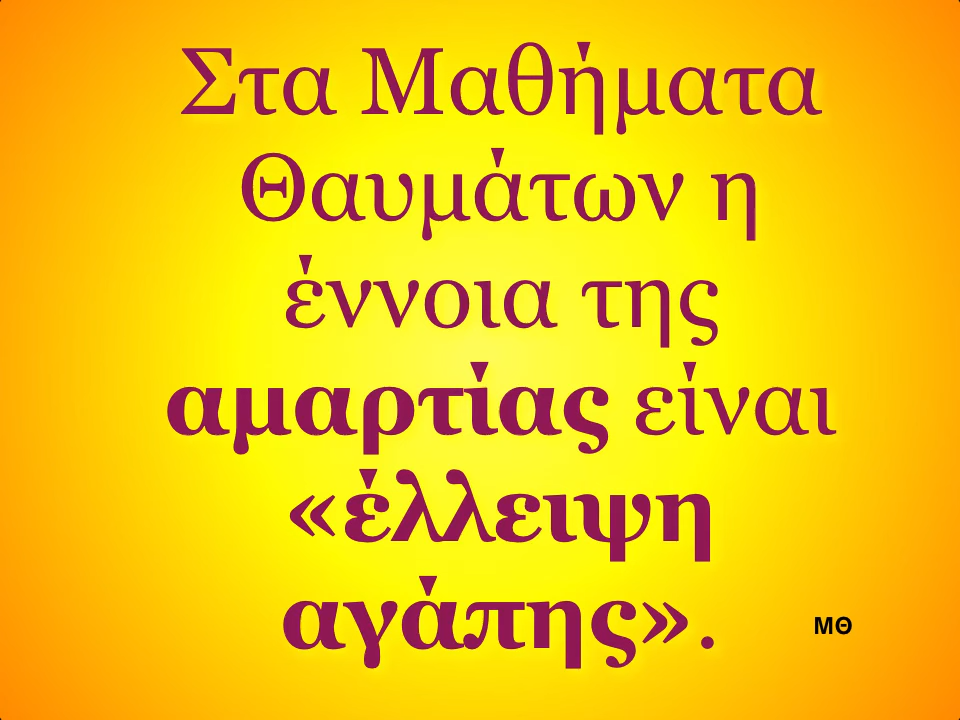 Στα Μαθήματα
Θαυμάτων η
έννοια της
αμαρτίας είναι
«έλλειψη
αγάπης».
ΜΘ